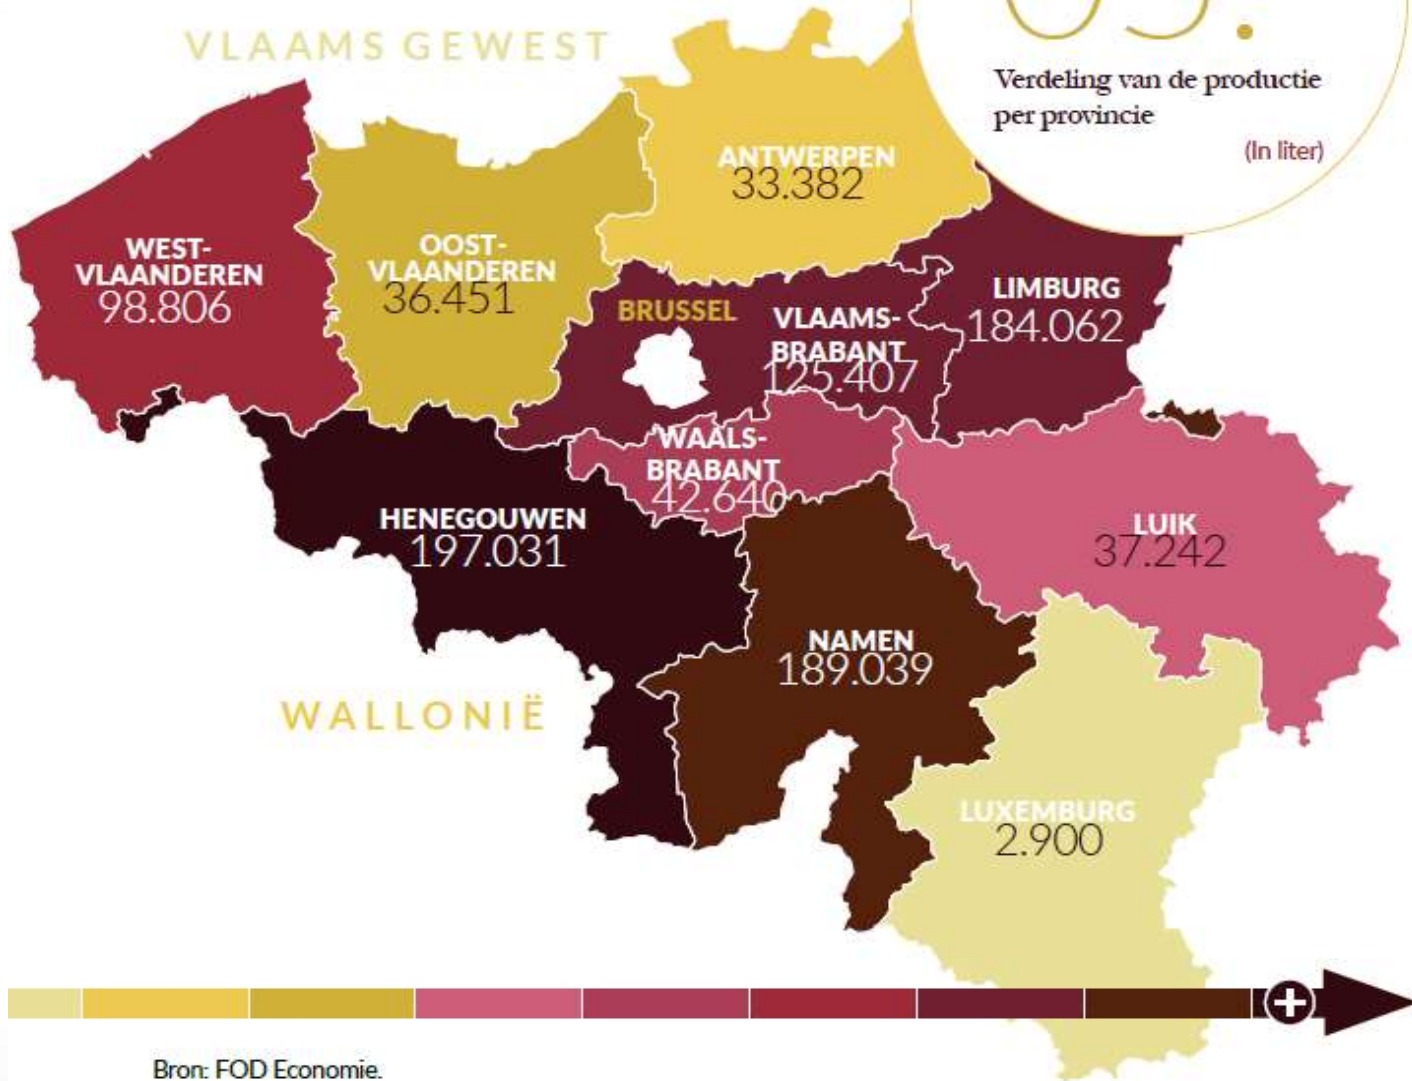 03.
Verdeling van de productie
per provincie
(In liter)
VLAAMS GEWEST
ANTWERPEN
33.382
WEST-
VLAANDEREN
98.806
OOST-
VLAANDEREN
36.451
BRUSSEL
VLAAMS-
BRABANT
125.407
LIMBURG
184.062
WAALS-
BRABANT
42.640
HENEGOUWEN
197.031
LUIK
37.242
NAMEN
189.039
WALLONIË
LUXEMBURG
2.900
+
Bron: FOD Economie.